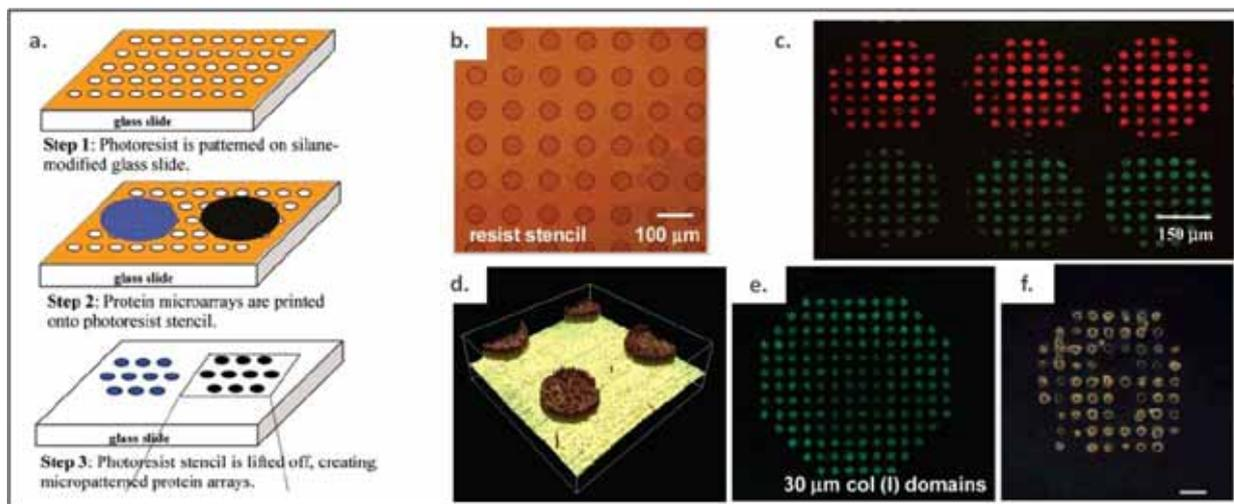 a.
glass slide
Step 1: Photoresist is patterned on silane-
modified glass slide.
glass slide
Step 2: Protein microarrays are printed
onto photoresist stencil.
glass slide
Step 3: Photoresist stencil is lifted off, creating
micropatterned protein arrays.
b.
resist stencil 100 µm
c.
150 µm
d.
e.
30 µm col (I) domains
f.